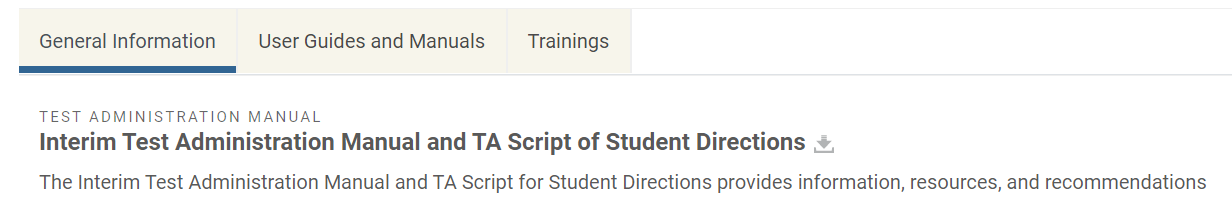 General Information User Guides and Manuals Trainings
TEST ADMINISTRATION MANUAL
Interim Test Administration Manual and TA Script of Student Directions
The Interim Test Administration Manual and TA Script for Student Directions provides information, resources, and recommendations